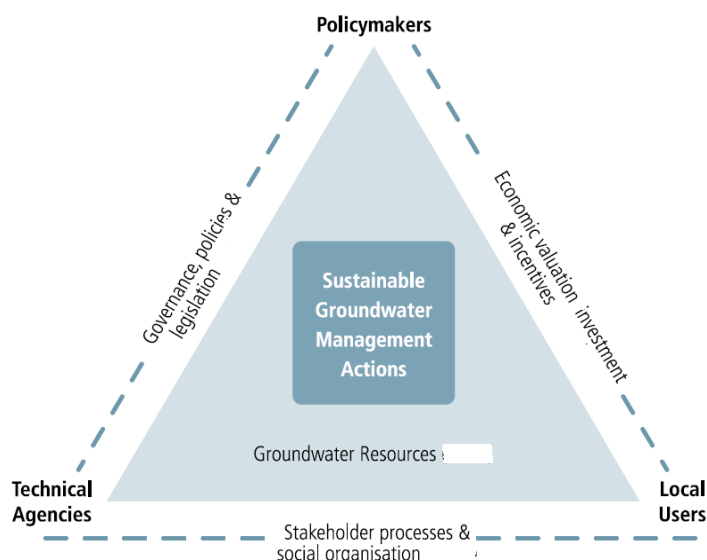 Policymakers
Governance, policies &
legislation
Economic valuation investment
& incentives
Sustainable
Groundwater
Management
Actions
Groundwater Resources
Technical
Agencies
Local
Users
Stakeholder processes &
social organisation